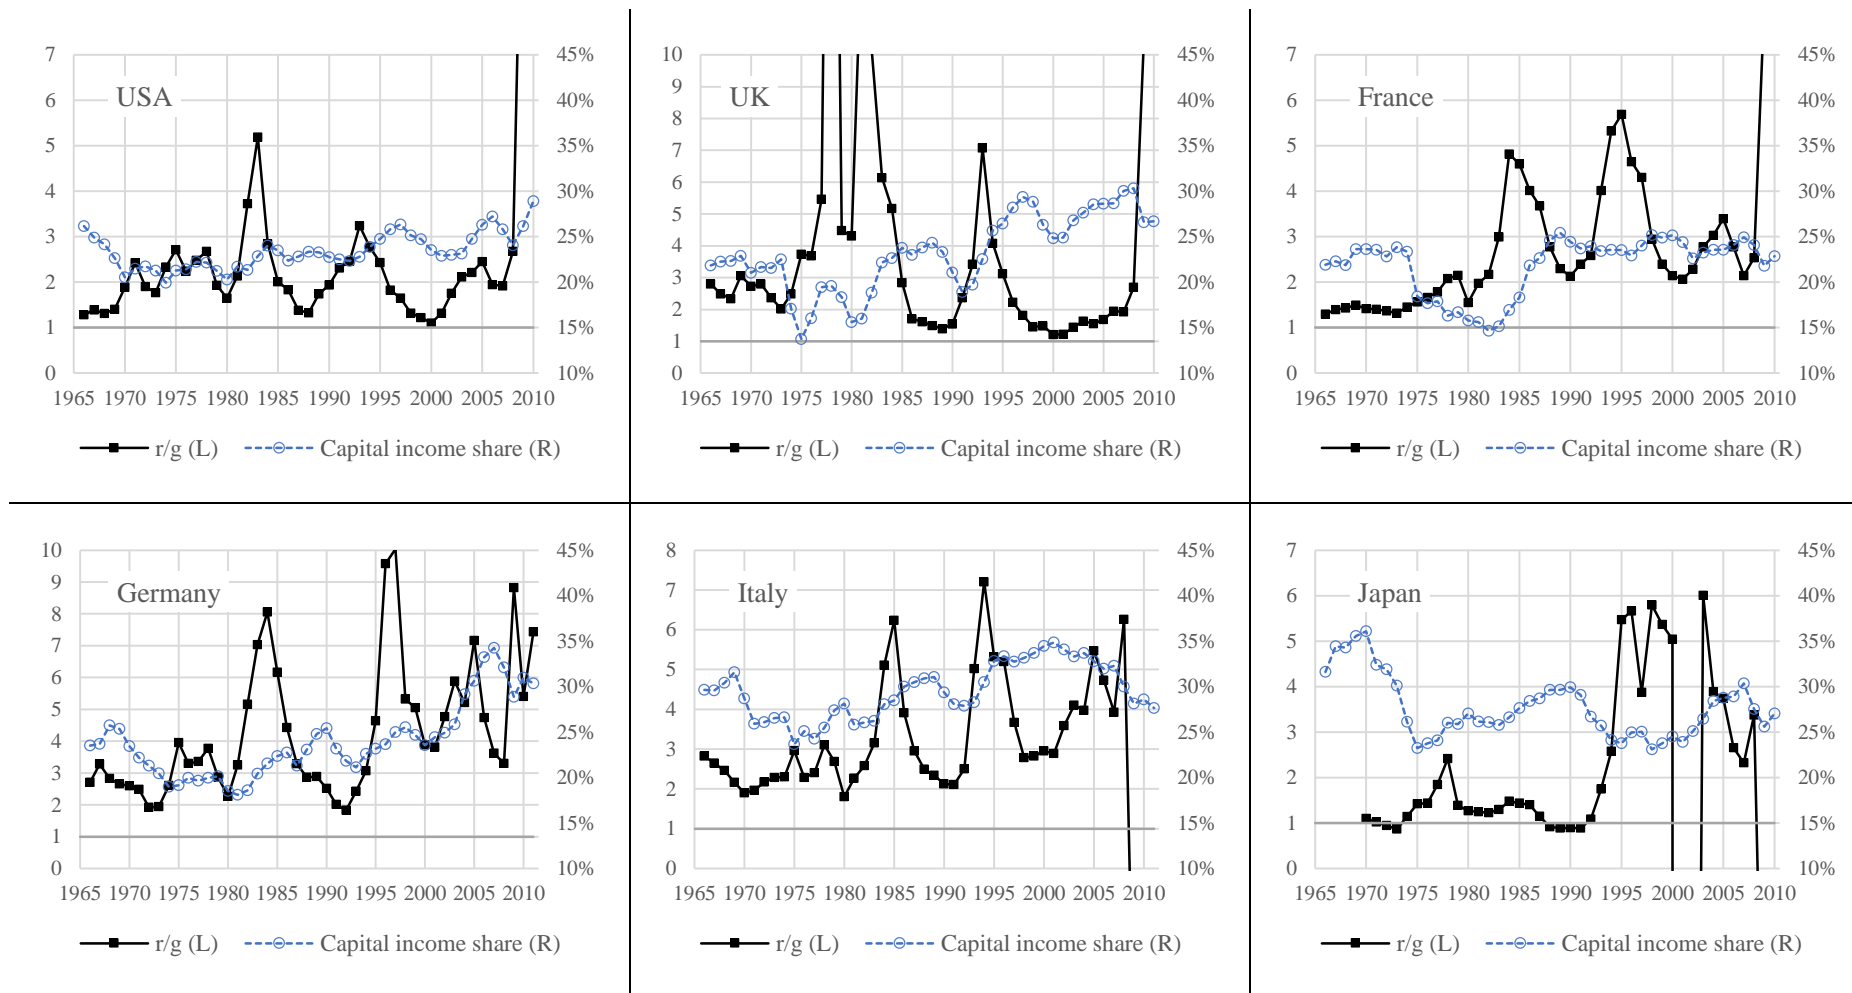 USA
7 6 5 4 3 2 1 0
45% 40% 35% 30% 25% 20% 15% 10%
1965 1970 1975 1980 1985 1990 1995 2000 2005 2010
r/g (L) Capital income share (R)
UK
10 9 8 7 6 5 4 3 2 1 0
45% 40% 35% 30% 25% 20% 15% 10%
1965 1970 1975 1980 1985 1990 1995 2000 2005 2010
r/g (L) Capital income share (R)
France
7 6 5 4 3 2 1 0
45% 40% 35% 30% 25% 20% 15% 10%
1965 1970 1975 1980 1985 1990 1995 2000 2005 2010
r/g (L) Capital income share (R)
Germany
10 9 8 7 6 5 4 3 2 1 0
45% 40% 35% 30% 25% 20% 15% 10%
1965 1970 1975 1980 1985 1990 1995 2000 2005 2010
r/g (L) Capital income share (R)
Italy
8 7 6 5 4 3 2 1 0
45% 40% 35% 30% 25% 20% 15% 10%
1965 1970 1975 1980 1985 1990 1995 2000 2005 2010
r/g (L) Capital income share (R)
Japan
7 6 5 4 3 2 1 0
45% 40% 35% 30% 25% 20% 15% 10%
1965 1970 1975 1980 1985 1990 1995 2000 2005 2010
r/g (L) Capital income share (R)